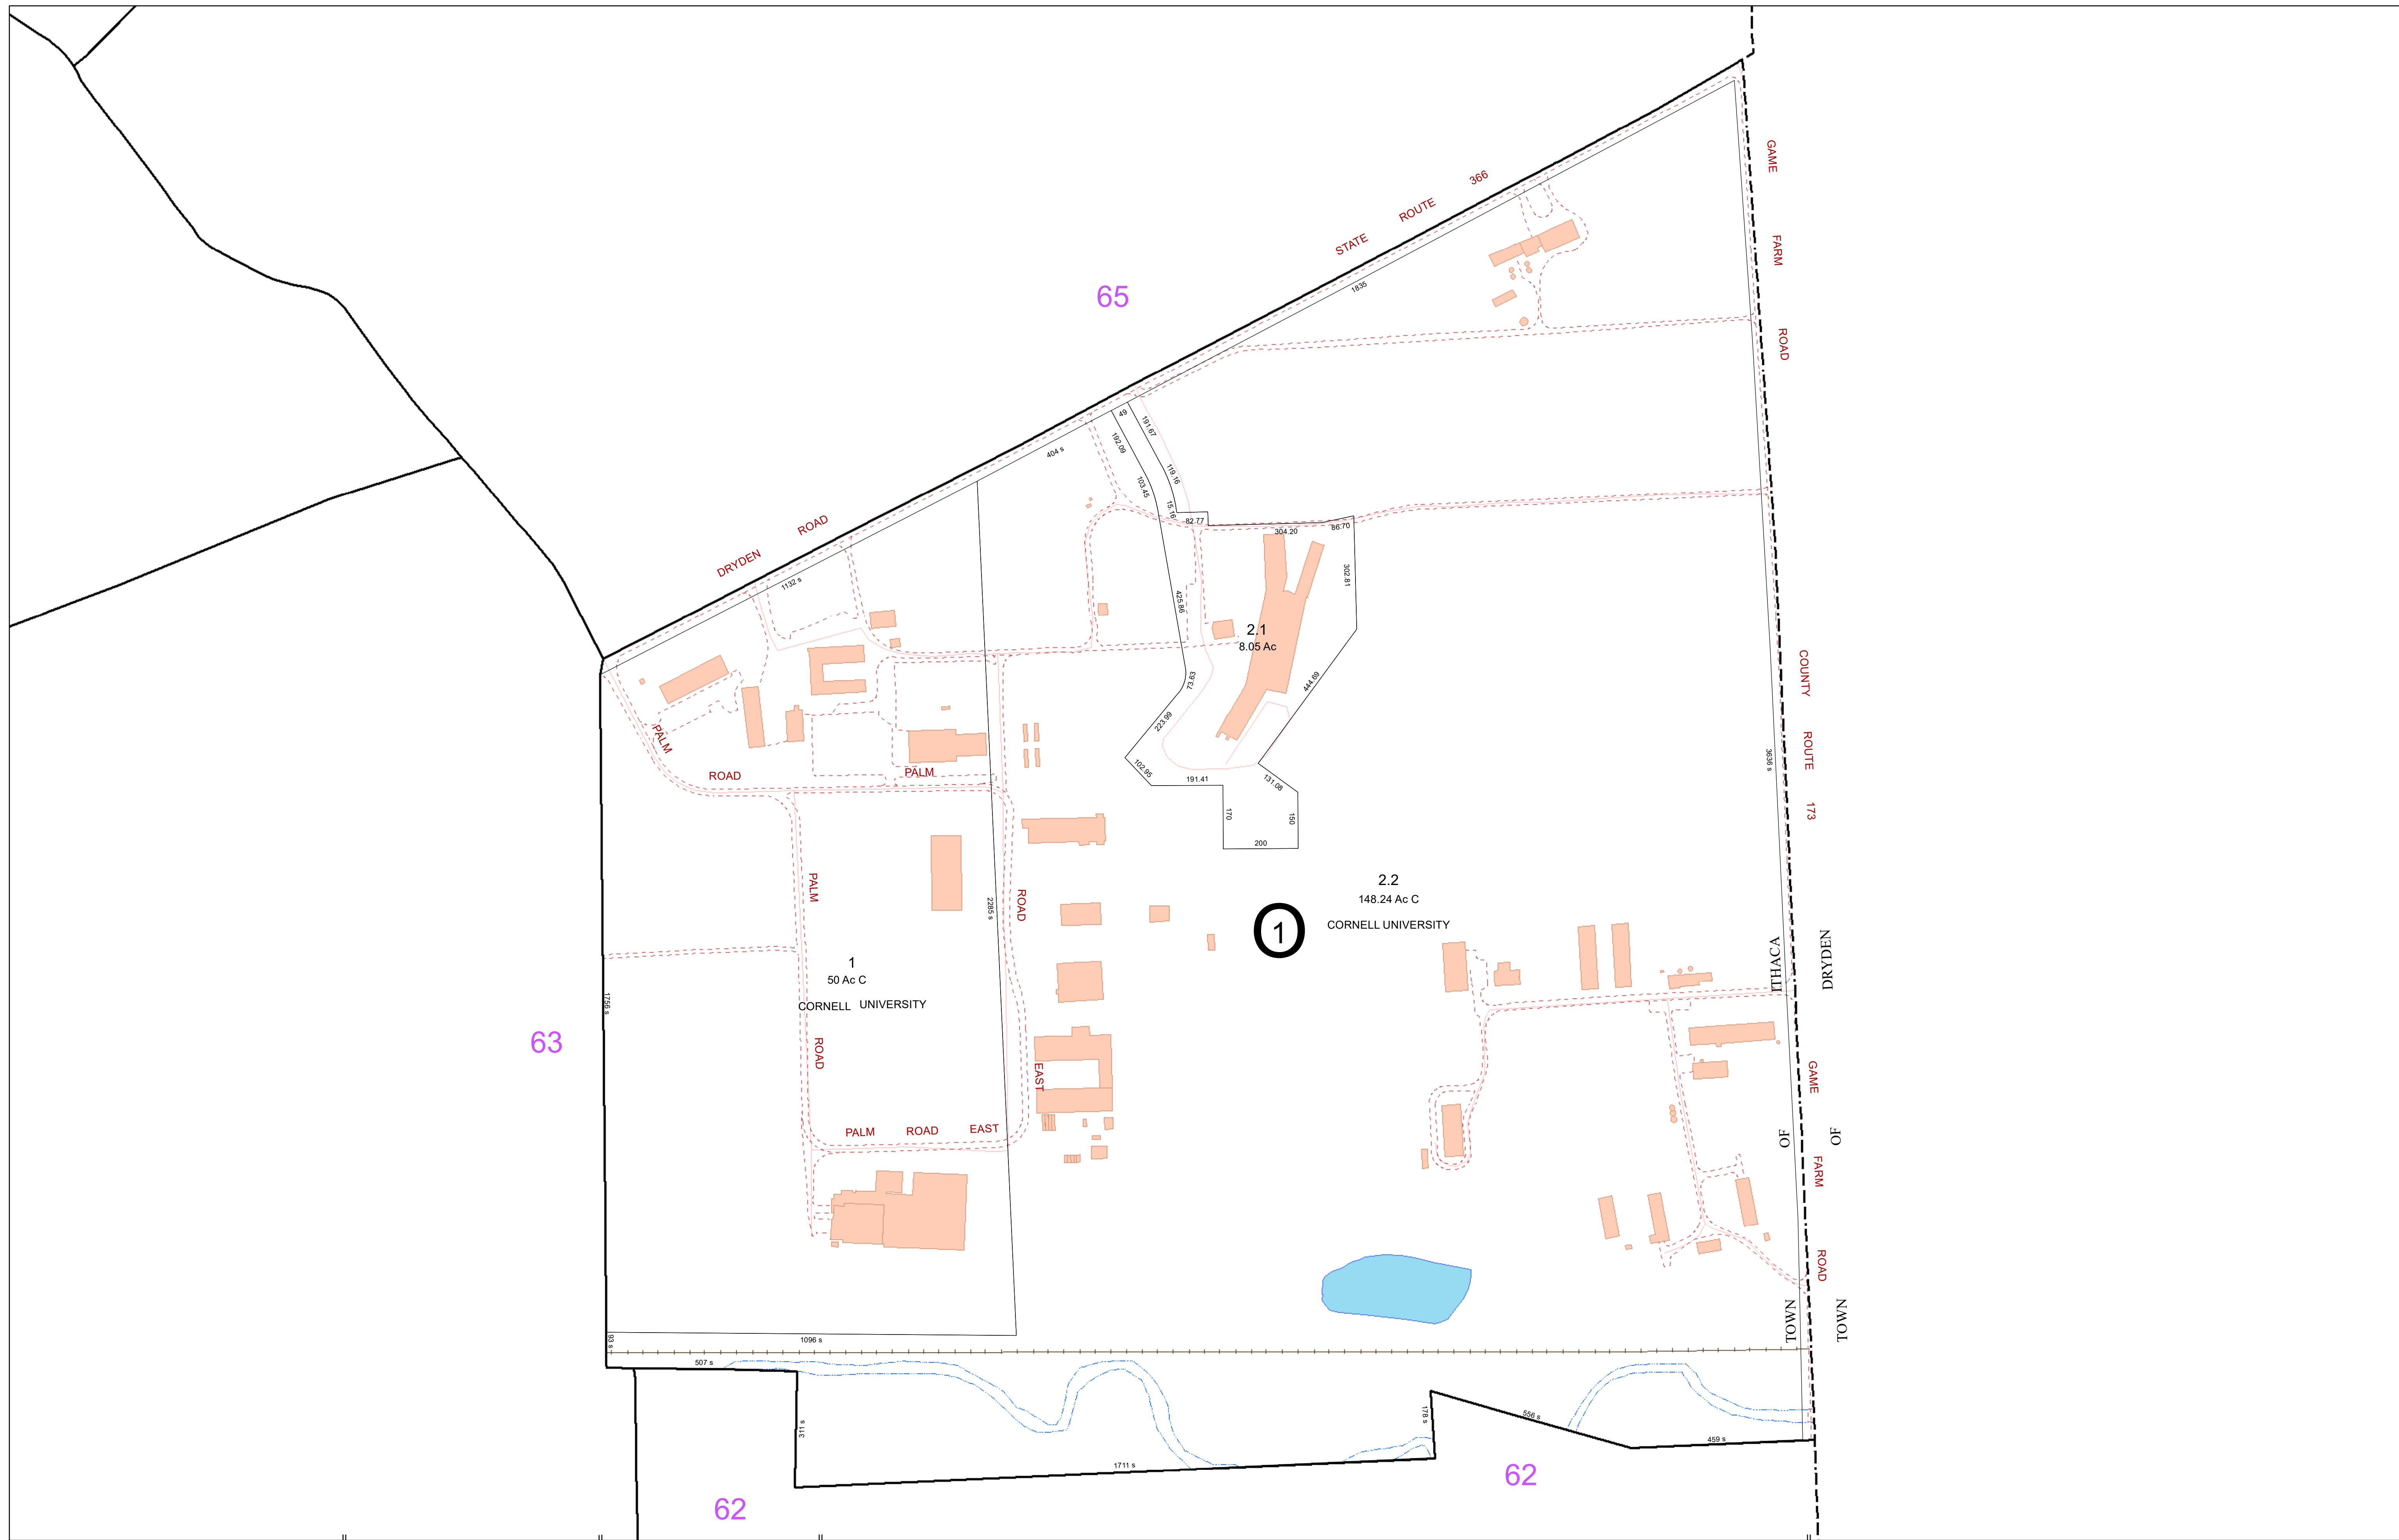 GAME
FARM
ROAD
STATE ROUTE 366
65
1835
49
191.67
192.09
404 s
119.16
103.45
15.16
82.77
304.20
86.70
DRYDEN ROAD
1132 s
302.81
425.86
2.1
8.05 Ac
73.63
444.69
223.99
COUNTY
ROUTE
173
3636 s
PALM
ROAD
PALM
102.95
191.41
131.08
170
150
200
2.2
148.24 Ac C
CORNELL UNIVERSITY
1
PALM
ROAD
2285 s
ROAD
EAST
1
50 Ac C
CORNELL UNIVERSITY
1756 s
63
PALM ROAD EAST
TOWN OF ITHACA
TOWN OF DRYDEN
GAME
FARM
ROAD
93 s
1096 s
507 s
311 s
1711 s
178 s
556 s
459 s
62
62